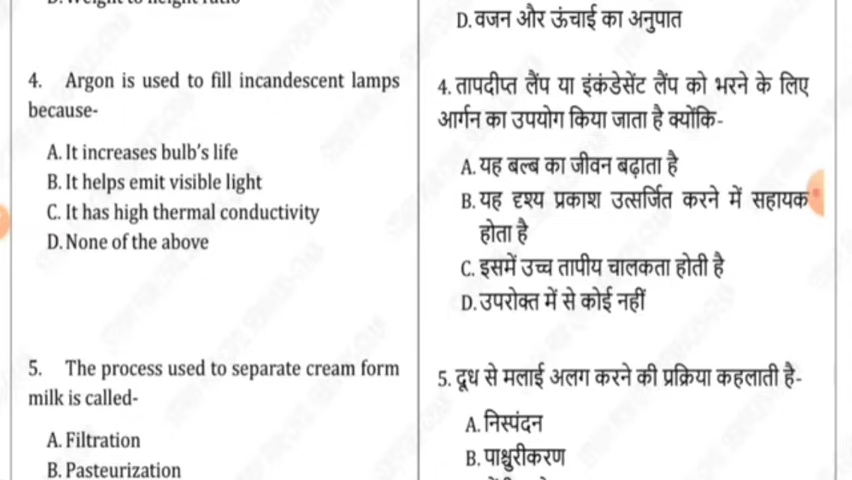 D. वजन और ऊंचाई का अनुपात
4. Argon is used to fill incandescent lamps
because-
A. It increases bulb's life
B. It helps emit visible light
C. It has high thermal conductivity
D. None of the above
5. The process used to separate cream form
milk is called-
A. Filtration
B. Pasteurization
4. तापदीप्त लैंप या इंकंडेसेंट लैंप को भरने के लिए
आर्गन का उपयोग किया जाता है क्योंकि-
A. यह बल्ब का जीवन बढ़ाता है
B. यह दृश्य प्रकाश उत्सर्जित करने में सहायक
होता है
C. इसमें उच्च तापीय चालकता होती है
D. उपरोक्त में से कोई नहीं
5. दूध से मलाई अलग करने की प्रक्रिया कहलाती है-
A. निस्पंदन
B. पाश्चुरीकरण